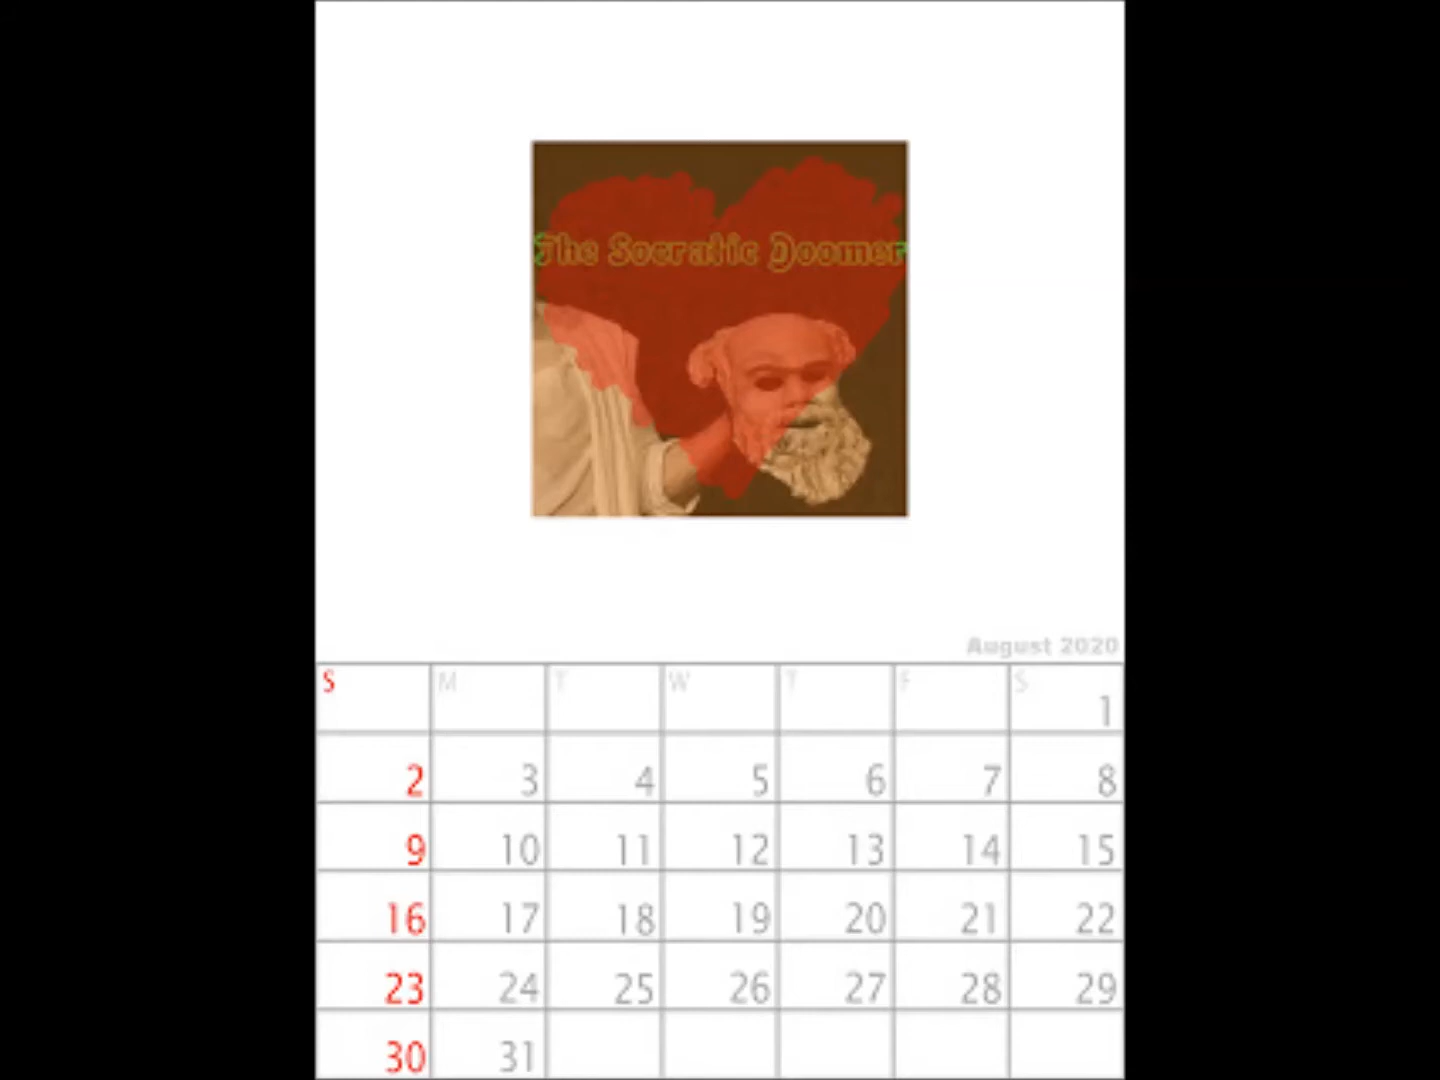 The Socratic Doomer
August 2020
S M T W T F S
1
2 3 4 5 6 7 8
9 10 11 12 13 14 15
16 17 18 19 20 21 22
23 24 25 26 27 28 29
30 31